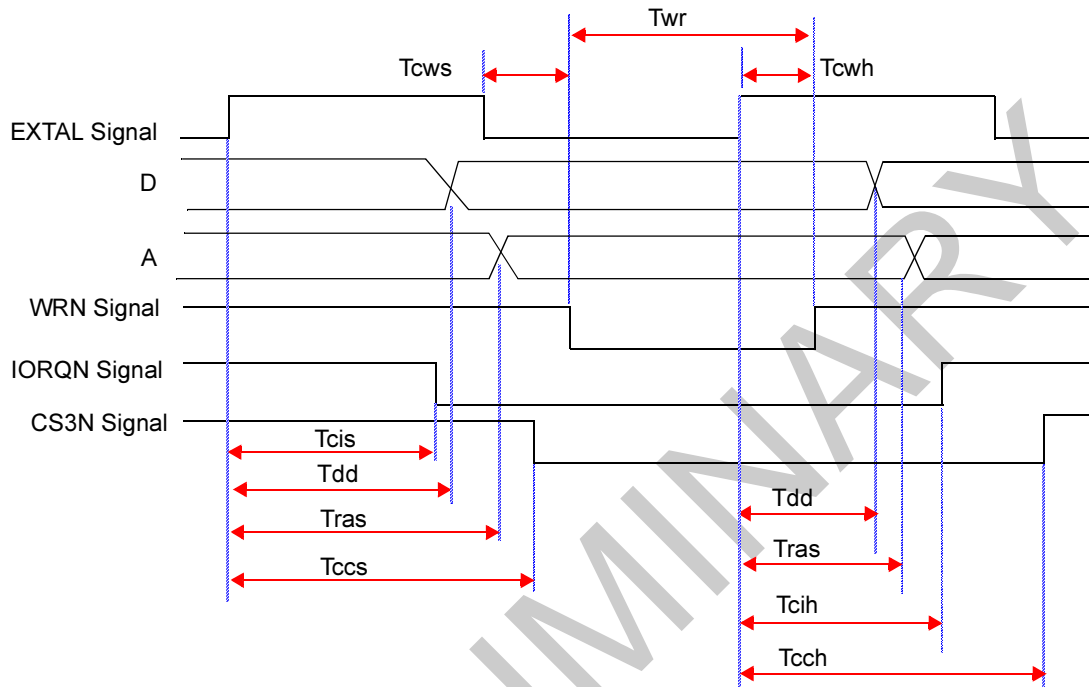 Twr
Tcws
Tcwh
EXTAL Signal
D
A
WRN Signal
IORQN Signal
CS3N Signal
Tcis
Tdd
Tdd
Tras
Tras
Tccs
Tcih
Tcch
IMINARY